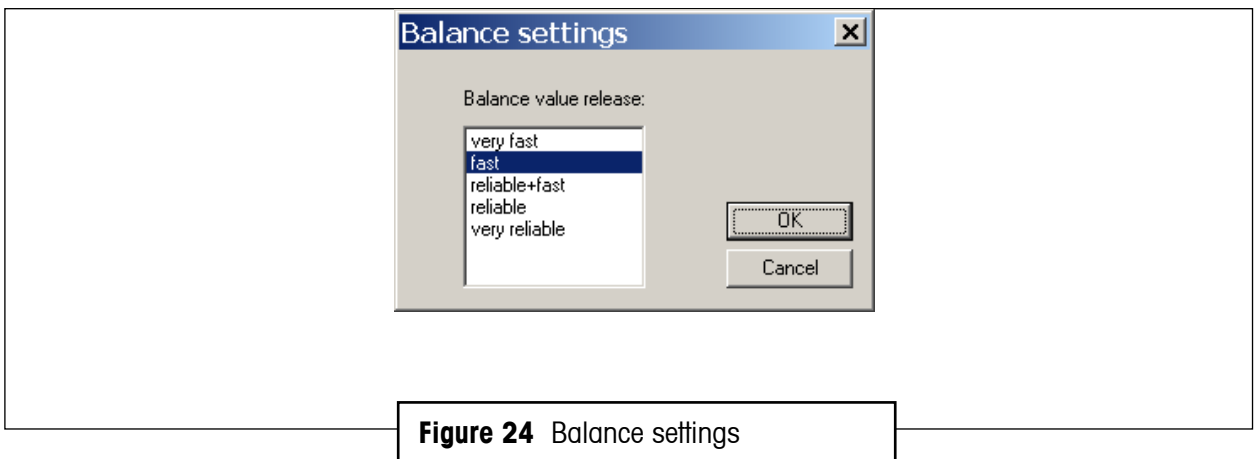 Balance settings
Balance value release:
very fast
fast
reliable+fast
reliable
very reliable
OK
Cancel
Figure 24 Balance settings